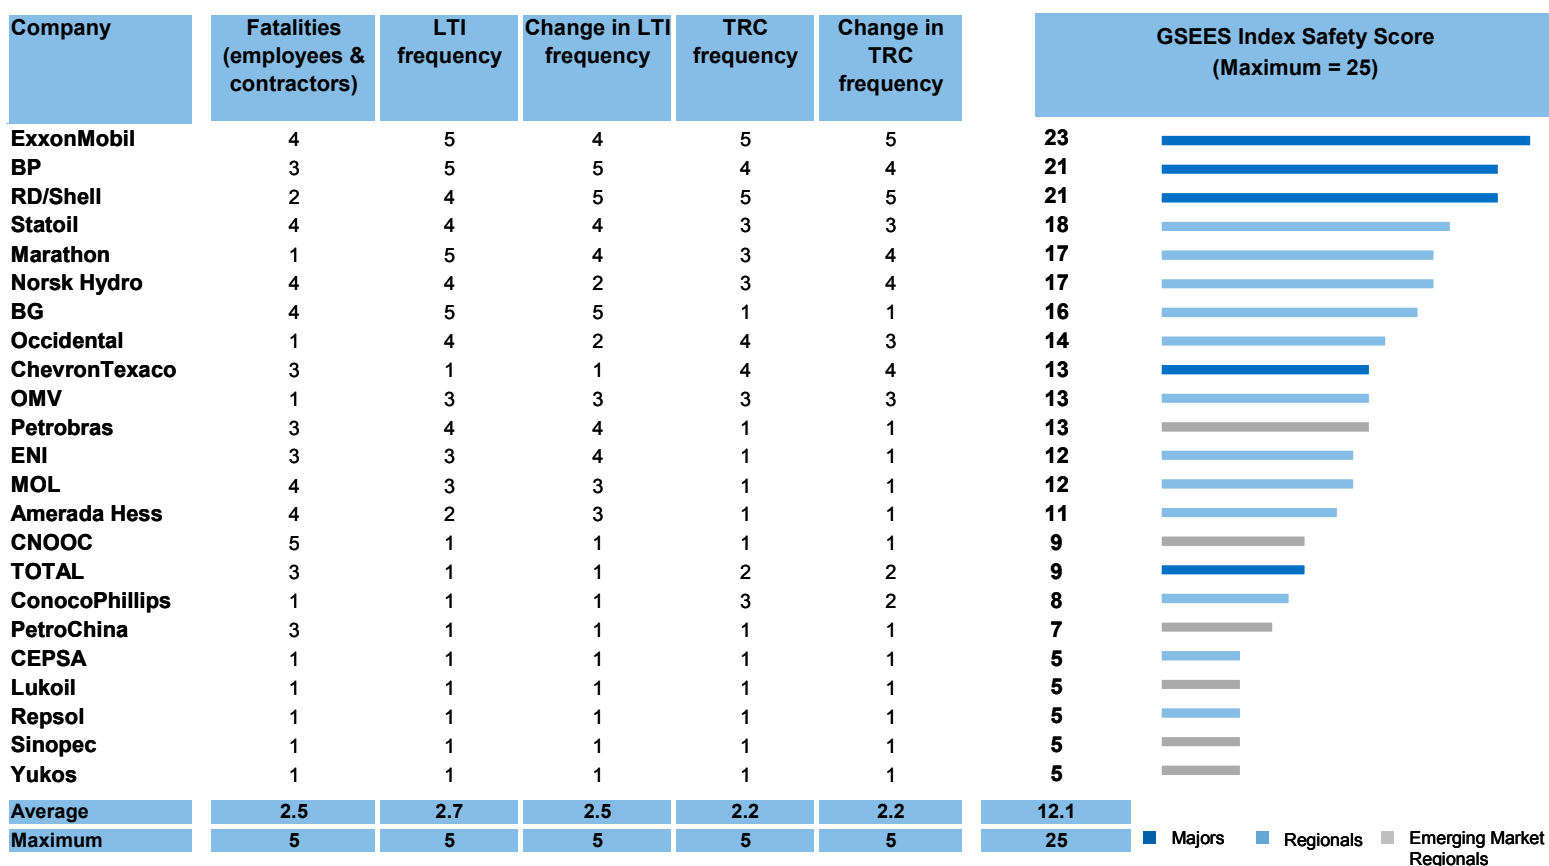 Company Fatalities (employees & contractors) LTI frequency Change in LTI frequency TRC frequency Change in TRC frequency GSEES Index Safety Score (Maximum = 25)
ExxonMobil 4 5 4 5 5 23
BP 3 5 5 4 4 21
RD/Shell 2 4 5 5 5 21
Statoil 4 4 4 3 3 18
Marathon 1 5 4 3 4 17
Norsk Hydro 4 4 2 3 4 17
BG 4 5 5 1 1 16
Occidental 1 4 2 4 3 14
ChevronTexaco 3 1 1 4 4 13
OMV 1 3 3 3 3 13
Petrobras 3 4 4 1 1 13
ENI 3 3 4 1 1 12
MOL 4 3 3 1 1 12
Amerada Hess 4 2 3 1 1 11
CNOOC 5 1 1 1 1 9
TOTAL 3 1 1 2 2 9
ConocoPhillips 1 1 1 3 2 8
PetroChina 3 1 1 1 1 7
CEPSA 1 1 1 1 1 5
Lukoil 1 1 1 1 1 5
Repsol 1 1 1 1 1 5
Sinopec 1 1 1 1 1 5
Yukos 1 1 1 1 1 5
Average 2.5 2.7 2.5 2.2 2.2 12.1
Maximum 5 5 5 5 5 25
Majors Regionals Emerging Market
Regionals